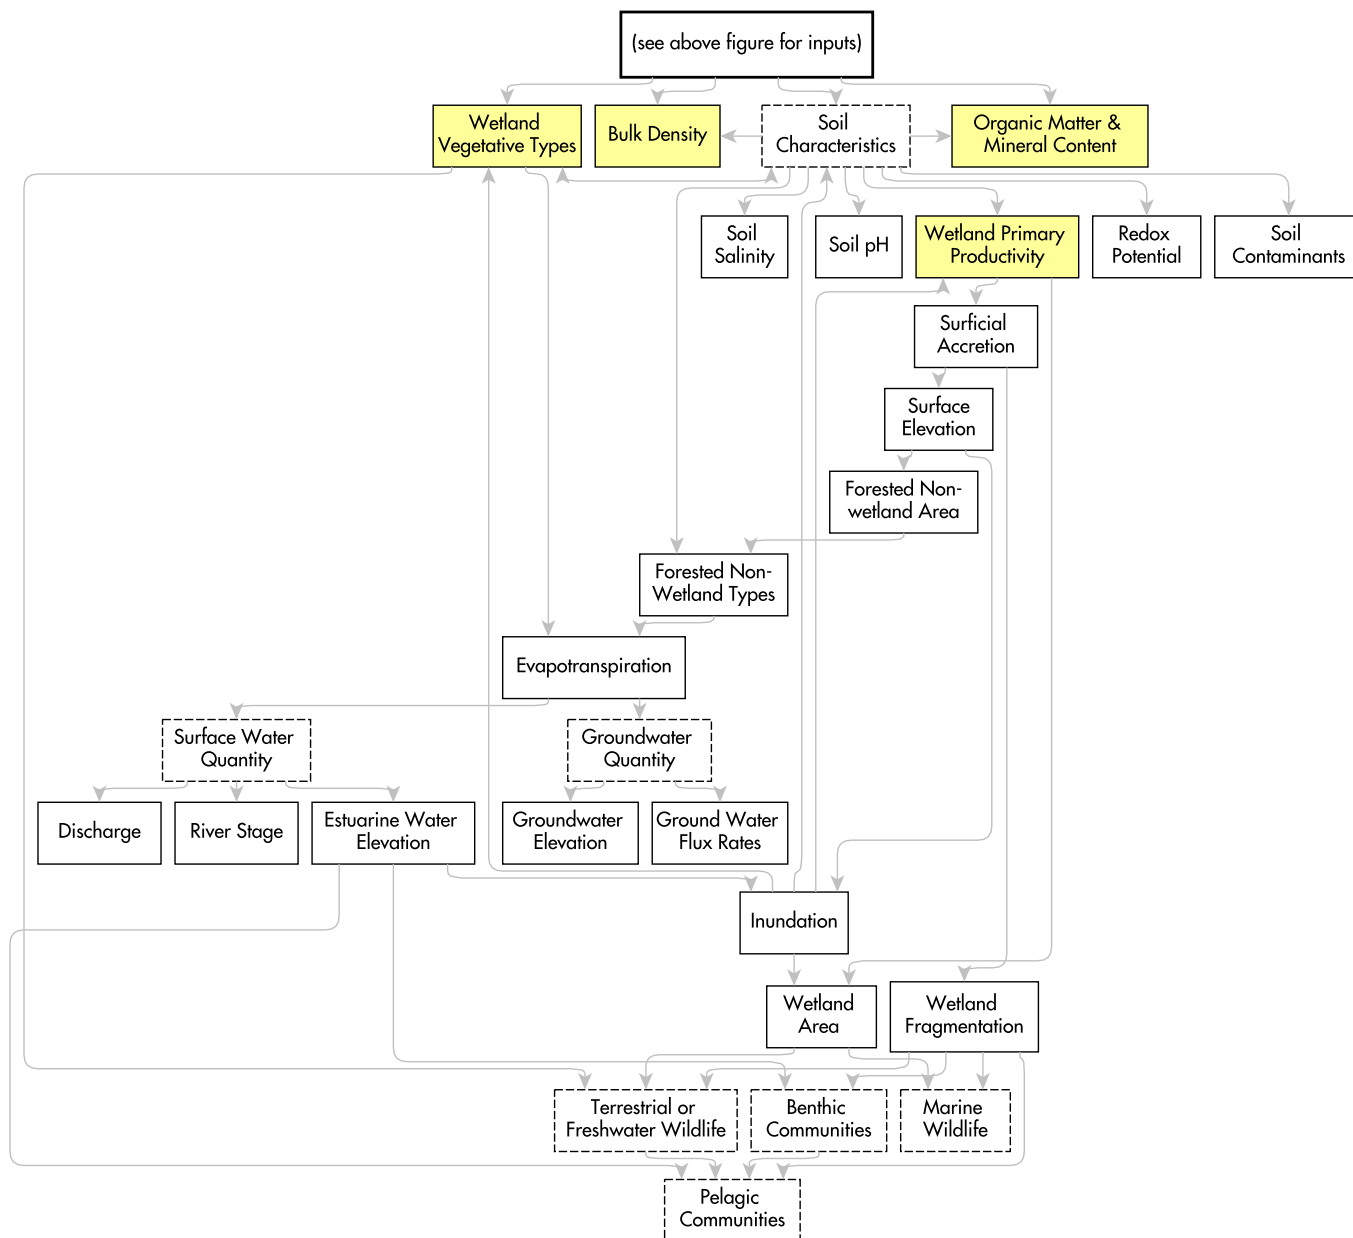 (see above figure for inputs)
Wetland
Vegetative Types
Bulk Density
Soil
Characteristics
Organic Matter &
Mineral Content
Soil
Salinity
Soil pH
Wetland Primary
Productivity
Redox
Potential
Soil
Contaminants
Surficial
Accretion
Surface
Elevation
Forested Non-
wetland Area
Forested Non-
Wetland Types
Evapotranspiration
Surface Water
Quantity
Groundwater
Quantity
Discharge
River Stage
Estuarine Water
Elevation
Groundwater
Elevation
Ground Water
Flux Rates
Inundation
Wetland
Area
Wetland
Fragmentation
Terrestrial or
Freshwater Wildlife
Benthic
Communities
Marine
Wildlife
Pelagic
Communities